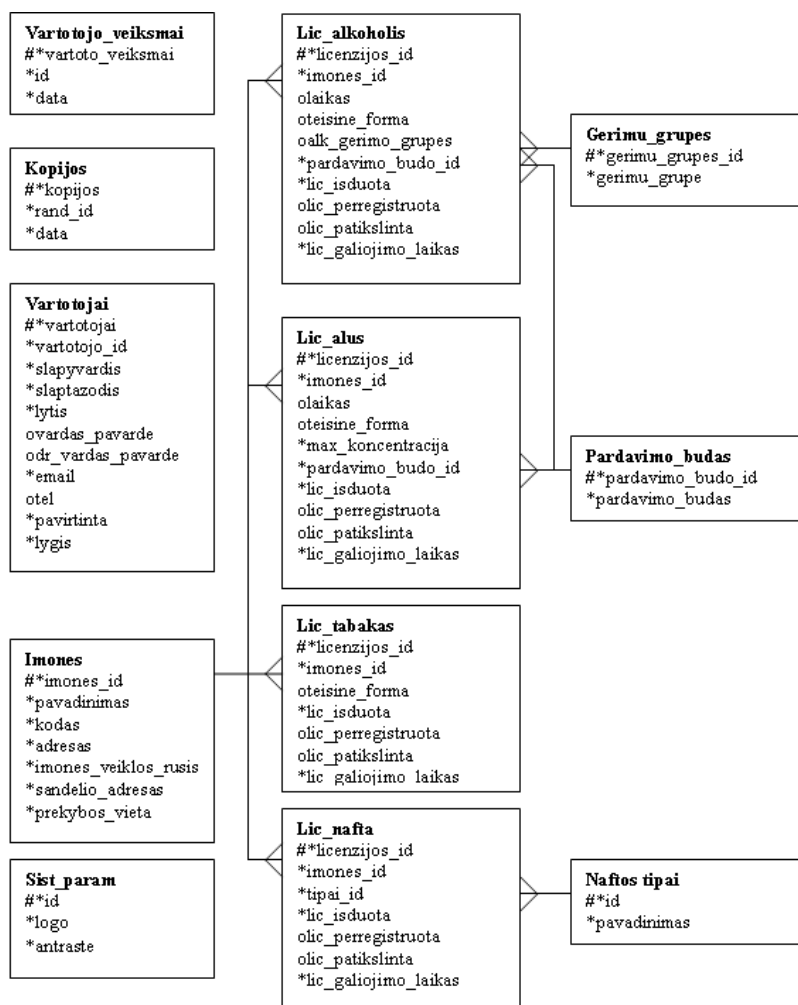 Vartotojo_veiksmai
#*vartoto_veiksmai
*id
*data
Kopijos
#*kopijos
*rand_id
*data
Vartotojai
#*vartotojai
*vartotojo_id
*slapyvardis
*slaptazodis
*lytis
ovardas_pavarde
odr_vardas_pavarde
*email
otel
*pavirtinta
*lygis
Imones
#*imones_id
*pavadinimas
*kodas
*adresas
*imones_veiklos_rusis
*sandelio_adresas
*prekybos_vieta
Sist_param
#*id
*logo
*antraste
Lic_alkoholis
#*licenzijos_id
*imones_id
olaikas
oteisine_forma
oalk_gerimo_grupes
*pardavimo_budo_id
*lic_isduota
olic_perregistruota
olic_patikslinta
*lic_galiojimo_laikas
Lic_alus
#*licenzijos_id
*imones_id
olaikas
oteisine_forma
*max_koncentracija
*pardavimo_budo_id
*lic_isduota
olic_perregistruota
olic_patikslinta
*lic_galiojimo_laikas
Lic_tabakas
#*licenzijos_id
*imones_id
oteisine_forma
*lic_isduota
olic_perregistruota
olic_patikslinta
*lic_galiojimo_laikas
Lic_nafta
#*licenzijos_id
*imones_id
*tipai_id
*lic_isduota
olic_perregistruota
olic_patikslinta
*lic_galiojimo_laikas
Gerimu_grupes
#*gerimu_grupes_id
*gerimu_grupe
Pardavimo_budas
#*pardavimo_budo_id
*pardavimo_budas
Naftos tipai
#*id
*pavadinimas